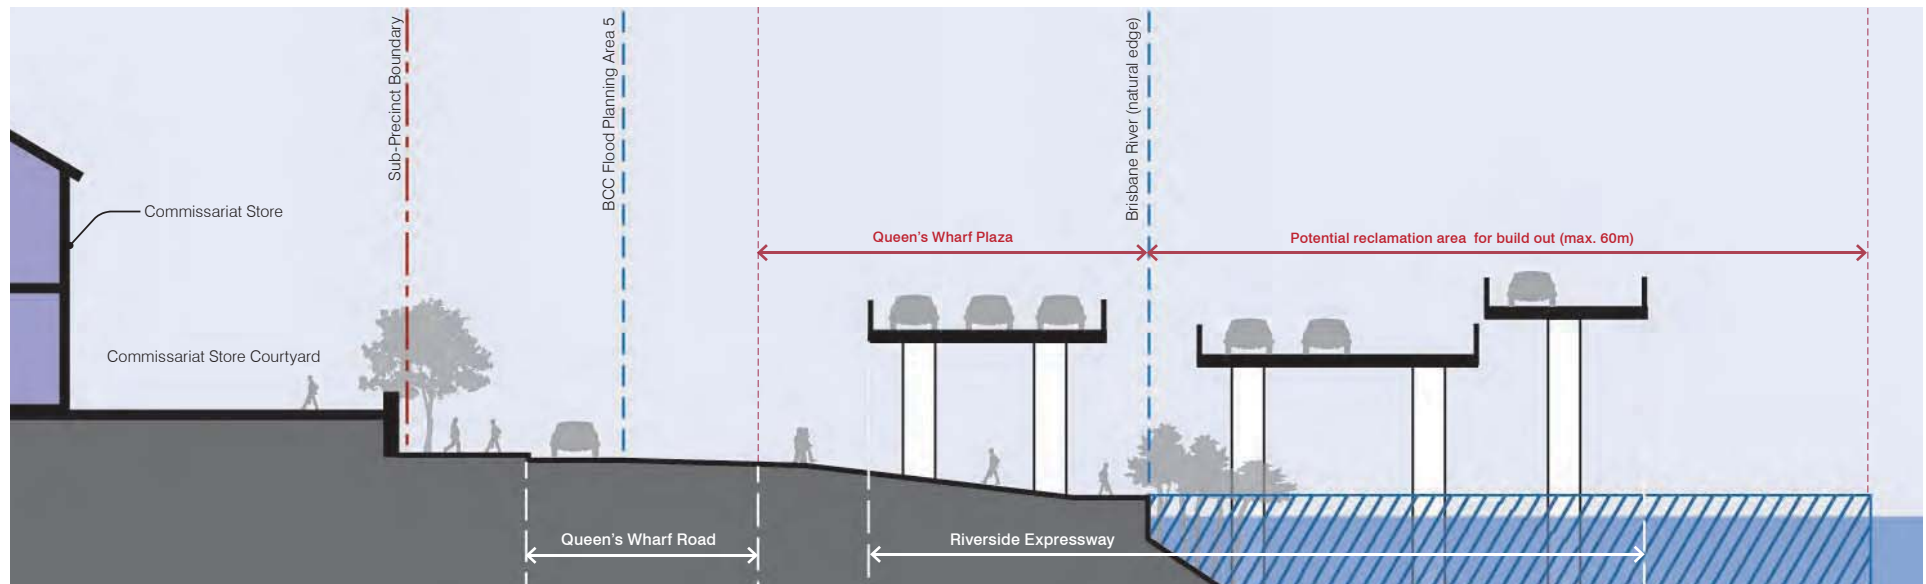 Sub-Precinct Boundary
BCC Flood Planning Area 5
Brisbane River (natural edge)
Commissariat Store
Queen's Wharf Plaza
Potential reclamation area for build out (max. 60m)
Commissariat Store Courtyard
Queen's Wharf Road
Riverside Expressway